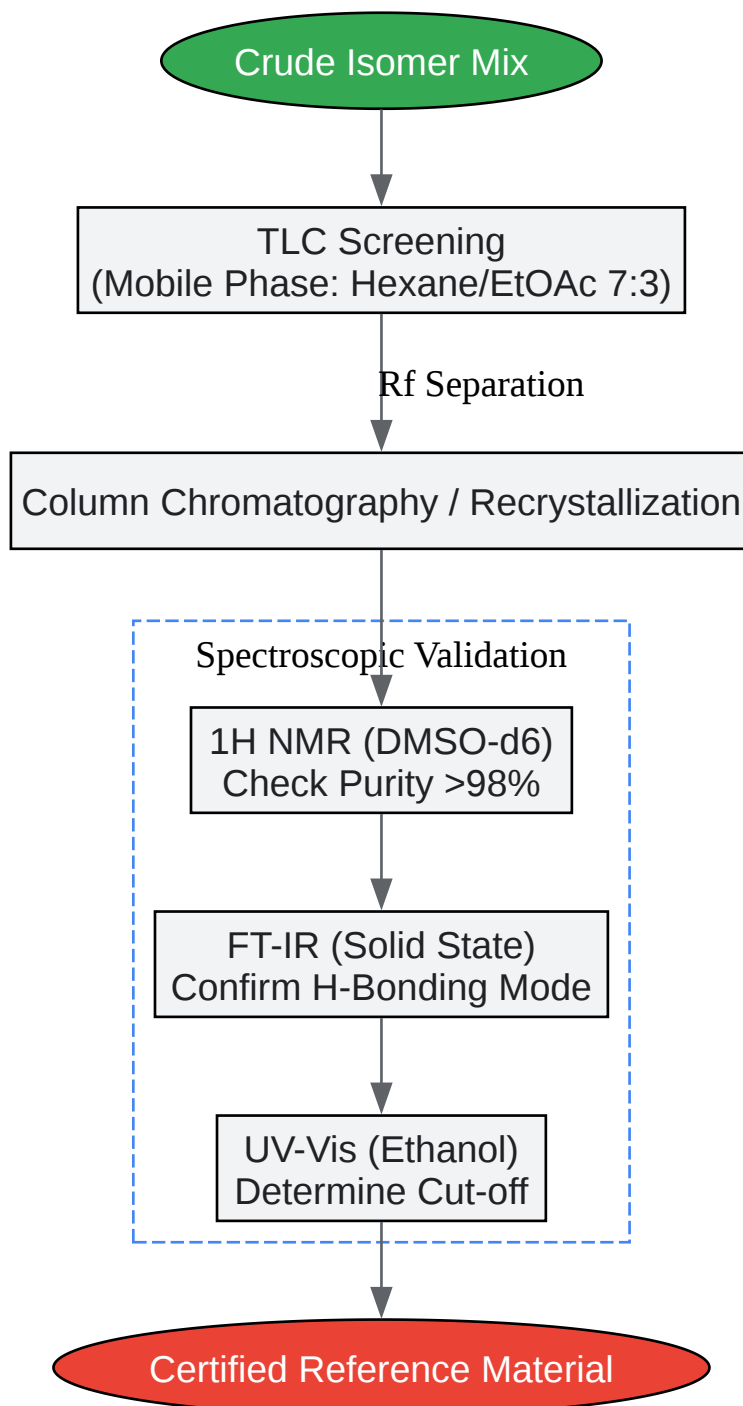 Crude Isomer Mix
TLC Screening
(Mobile Phase: Hexane/EtOAc 7:3)
Rf Separation
Column Chromatography / Recrystallization
Spectroscopic Validation
1H NMR (DMSO-d6)
Check Purity >98%
FT-IR (Solid State)
Confirm H-Bonding Mode
UV-Vis (Ethanol)
Determine Cut-off
Certified Reference Material